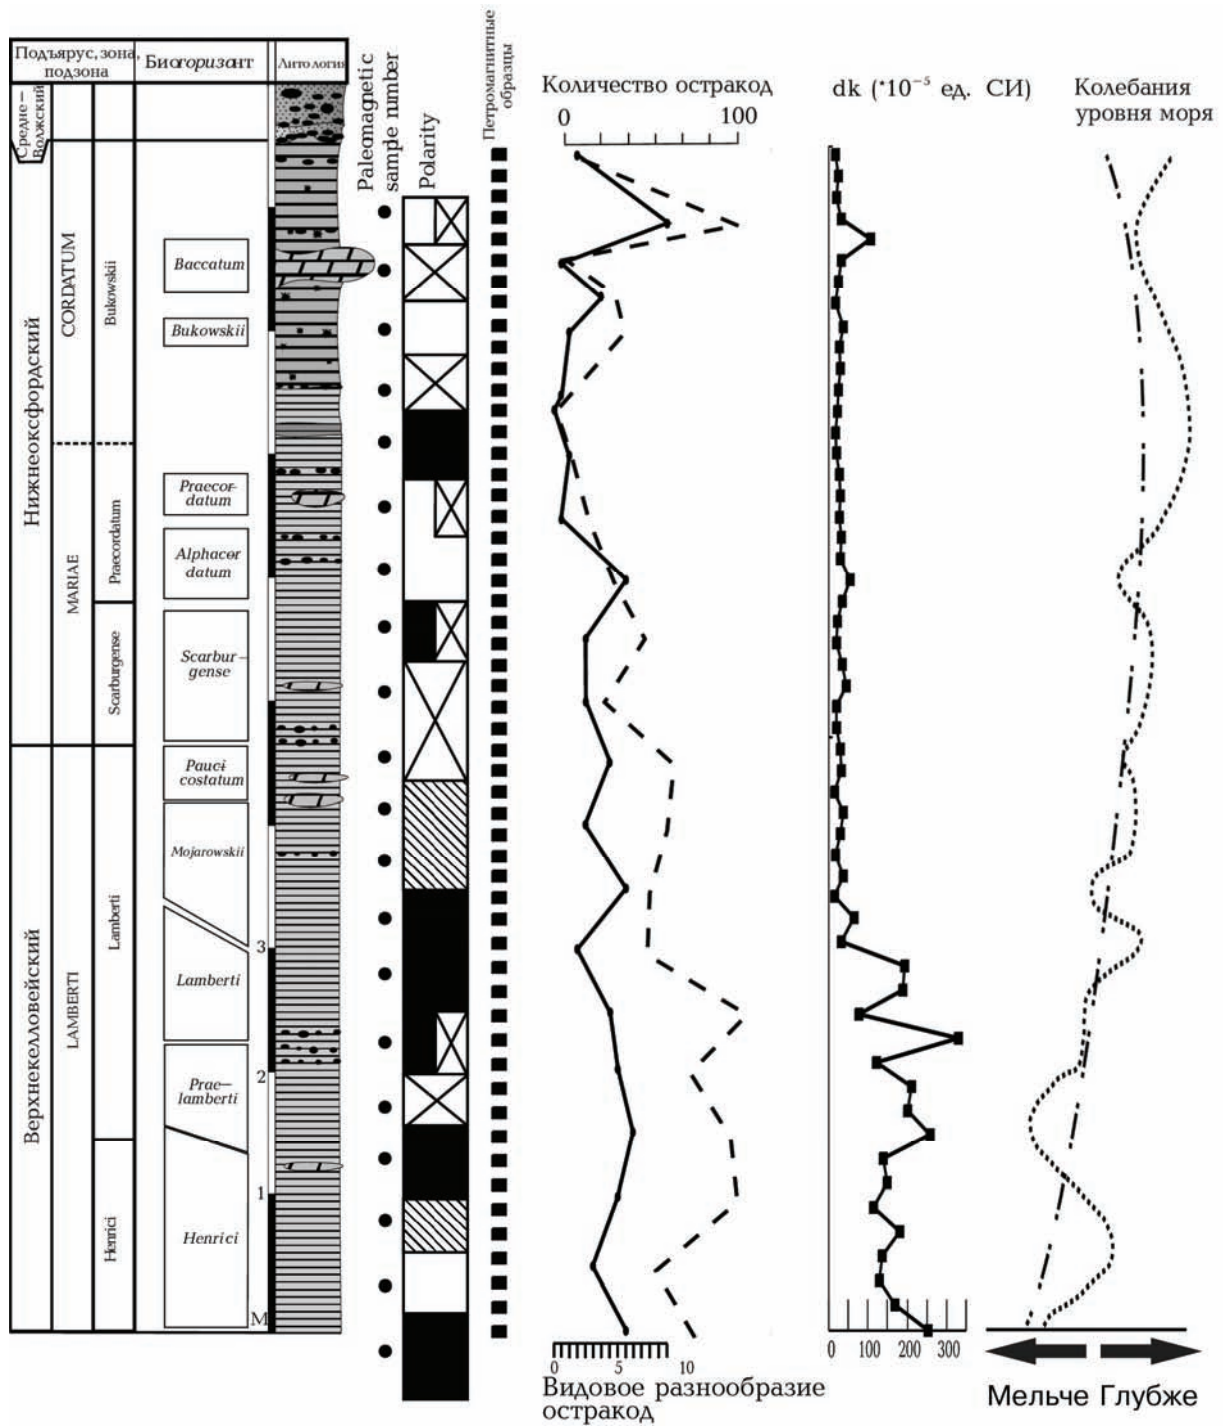 Подъярус, зона,
подзона
Биогоризонт
Литология
Paleomagnetic
sample number
Polarity
Петромагнитные
образцы
Количество остракод
0 100
dk (*10⁻⁵ ед. СИ)
Колебания
уровня моря
Средне-
Волжский
Нижнеоксфордский
CORDATUM
Bukowskii
Baccatum
Bukowskii
MARIAE
Praecordatum
Praecor-
datum
Alphacor
datum
Scarburgense
Scarbur-
gense
Верхнекелловейский
LAMBERTI
Lamberti
Pauci-
costatum
Mojarowskii
3
Lamberti
2
Prae-
lamberti
1
Henrici
Henrici
М
0 5 10
Видовое разнообразие
остракод
0 100 200 300
Мельче Глубже